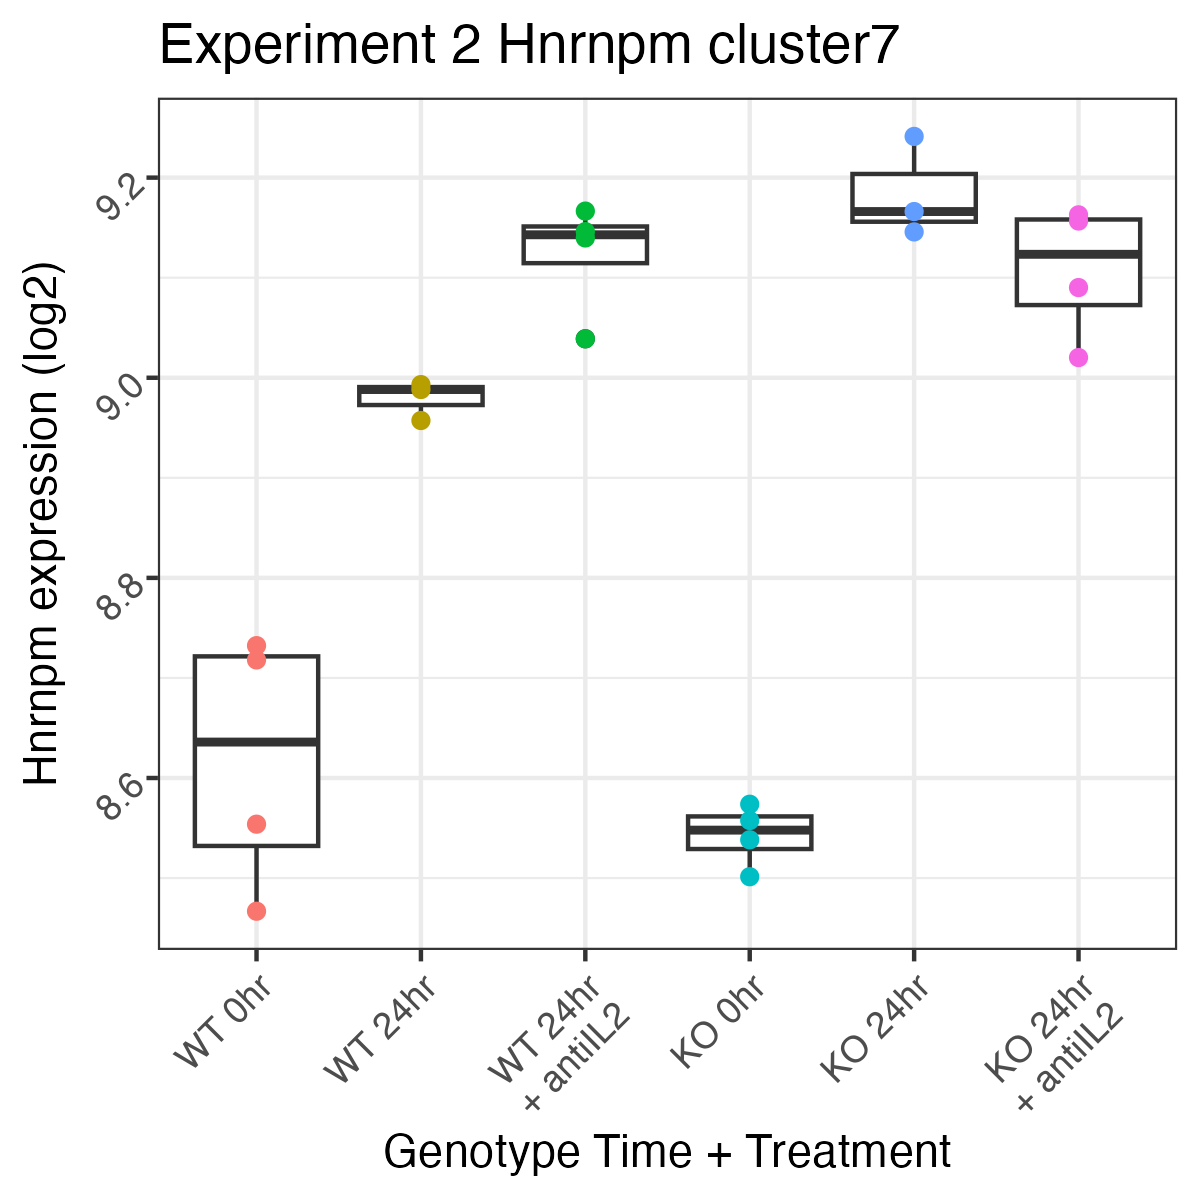 Experiment 2 Hnrnpm cluster7
Hnrnpm expression (log2)
9.2
9.0
8.8
8.6
WT 0hr
WT 24hr
WT 24hr
+ antiIL2
KO 0hr
KO 24hr
KO 24hr
+ antiIL2
Genotype Time + Treatment